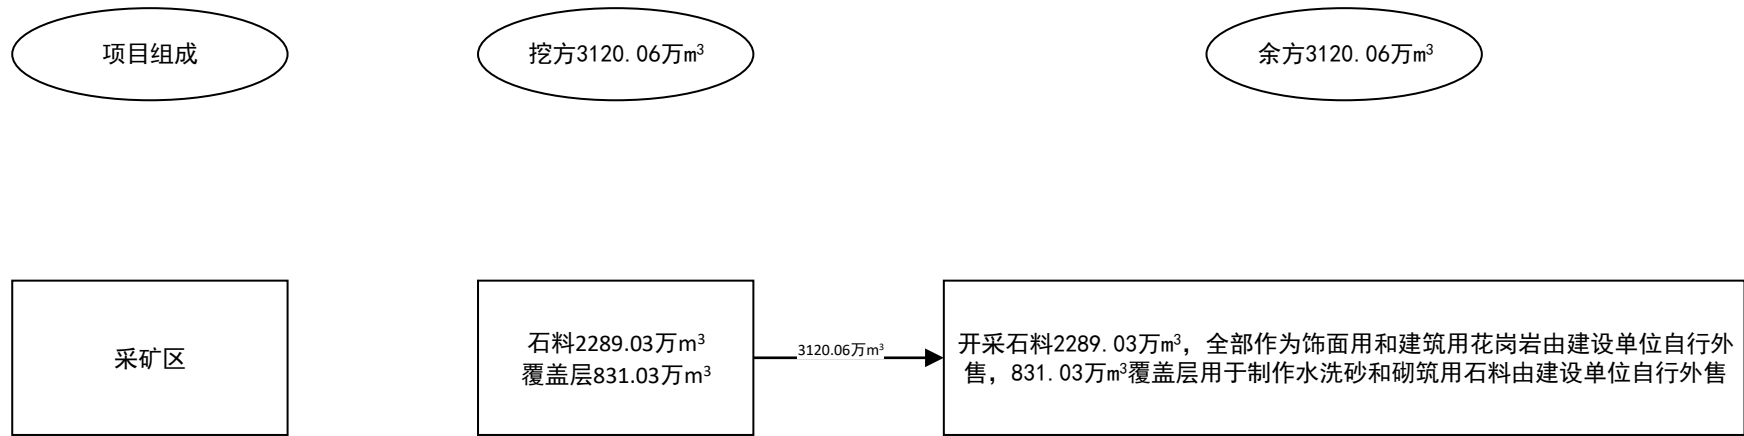 项目组成
挖方3120.06万m³
余方3120.06万m³
采矿区
石料2289.03万m³
覆盖层831.03万m³
3120.06万m³
开采石料2289.03万m³，全部作为饰面用和建筑用花岗岩由建设单位自行外
售，831.03万m³覆盖层用于制作水洗砂和砌筑用石料由建设单位自行外售